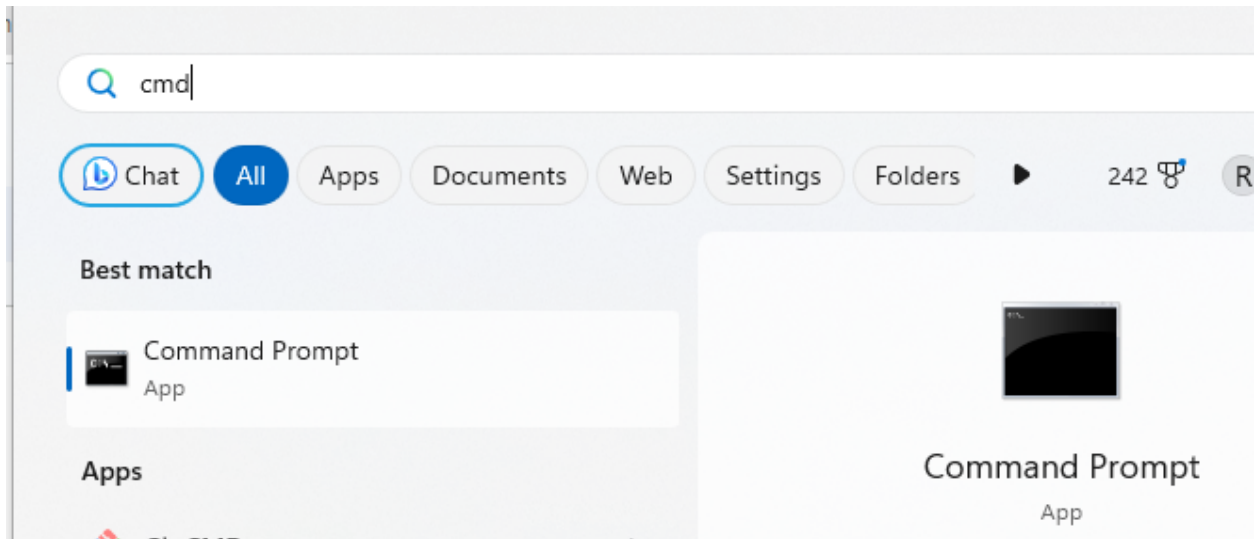 cmd
Chat All Apps Documents Web Settings Folders 242 R
Best match
Command Prompt
App
Apps
Command Prompt
App